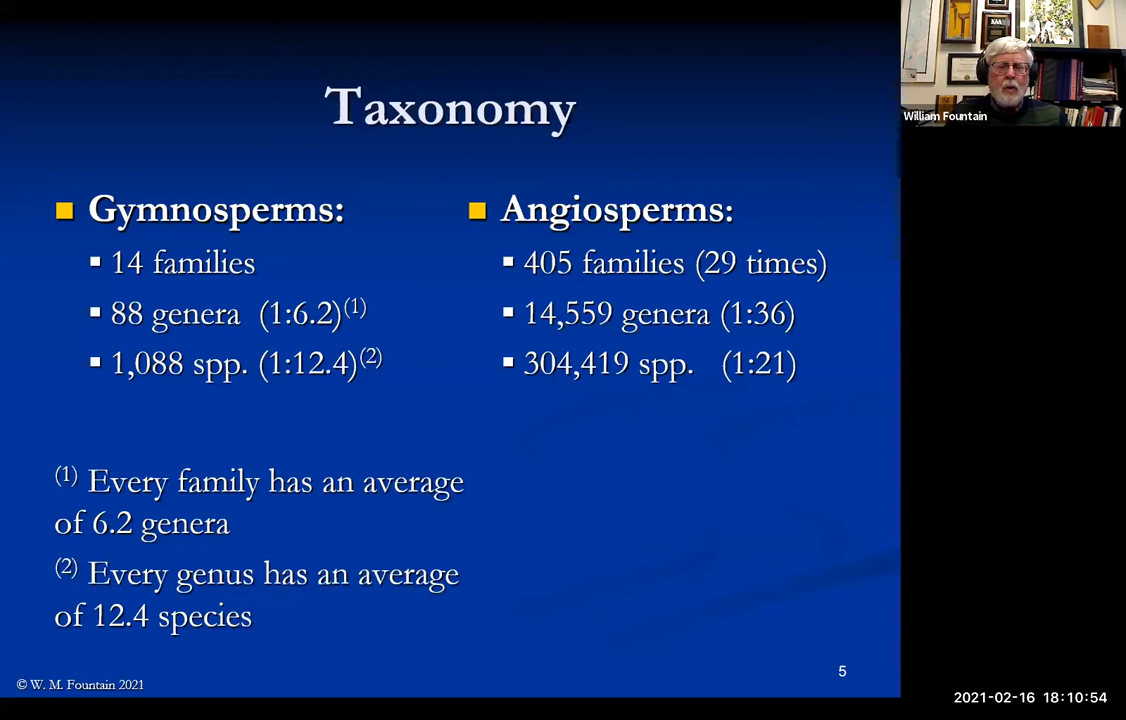 Taxonomy
■ Gymnosperms:
▪ 14 families
▪ 88 genera (1:6.2)(1)
▪ 1,088 spp. (1:12.4)(2)
■ Angiosperms:
▪ 405 families (29 times)
▪ 14,559 genera (1:36)
▪ 304,419 spp. (1:21)
(1) Every family has an average
of 6.2 genera
(2) Every genus has an average
of 12.4 species
© W. M. Fountain 2021
5
William Fountain
2021-02-16 18:10:54